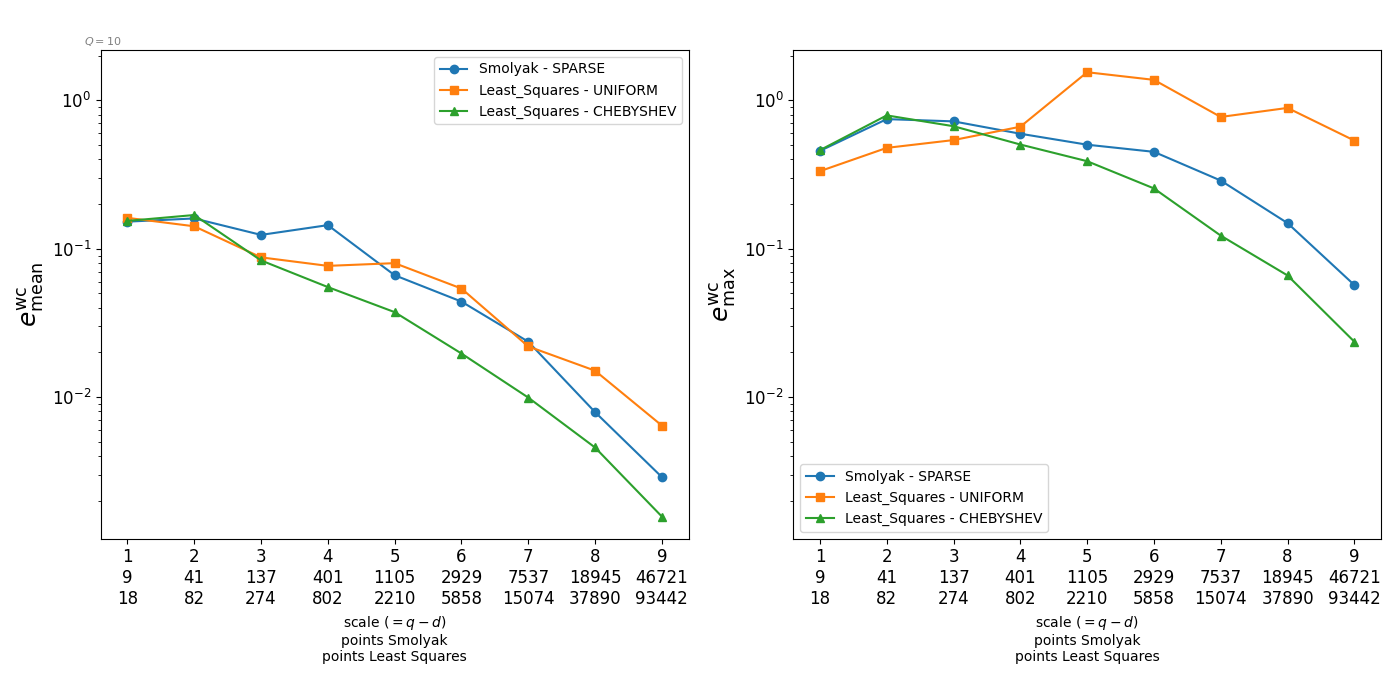 Q = 10
Smolyak - SPARSE
Least_Squares - UNIFORM
Least_Squares - CHEBYSHEV
10^0
10^-1
10^-2
e^wc_mean
1 2 3 4 5 6 7 8 9
9 41 137 401 1105 2929 7537 18945 46721
18 82 274 802 2210 5858 15074 37890 93442
scale (= q − d)
points Smolyak
points Least Squares
10^0
10^-1
10^-2
e^wc_max
Smolyak - SPARSE
Least_Squares - UNIFORM
Least_Squares - CHEBYSHEV
1 2 3 4 5 6 7 8 9
9 41 137 401 1105 2929 7537 18945 46721
18 82 274 802 2210 5858 15074 37890 93442
scale (= q − d)
points Smolyak
points Least Squares